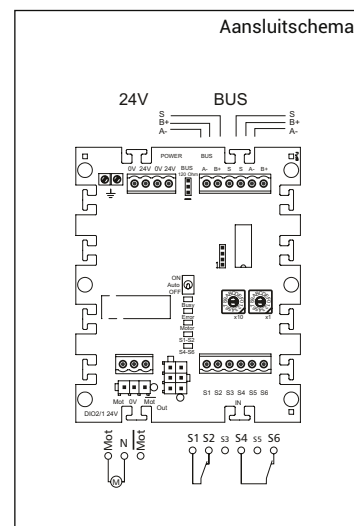 Aansluitschema
24V BUS
S S
B+ B+
A- A-
POWER BUS
0V 24V 0V 24V BUS A- B+ S S A- B+
120 Ohm
ON
Auto
OFF
Busy
Error
Motor
S1-S2
S4-S6
x10 x1
S1 S2 S3 S4 S5 S6
IN
Mot 0V Mot
Out
DIO2/1 24V
Mot N Mot
M
S1 S2 S3 S4 S5 S6